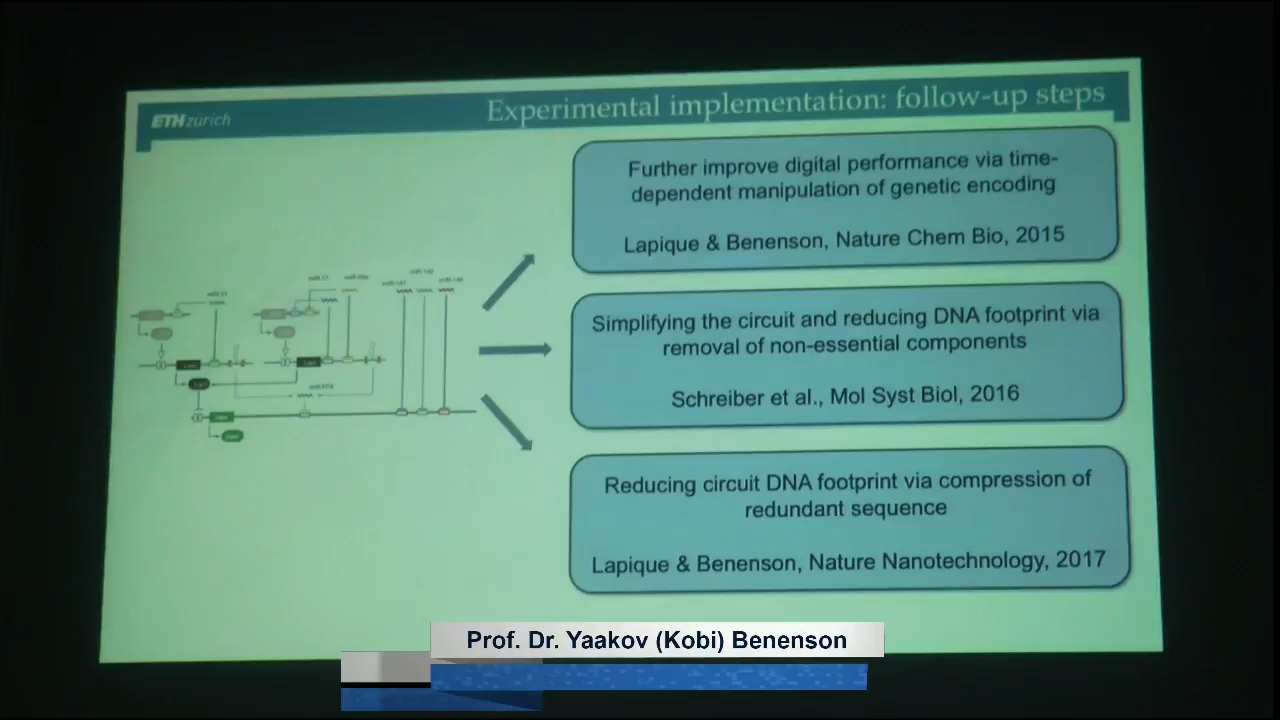 ETH zürich
Experimental implementation: follow-up steps
Further improve digital performance via time-
dependent manipulation of genetic encoding
Lapique & Benenson, Nature Chem Bio, 2015
Simplifying the circuit and reducing DNA footprint via
removal of non-essential components
Schreiber et al., Mol Syst Biol, 2016
Reducing circuit DNA footprint via compression of
redundant sequence
Lapique & Benenson, Nature Nanotechnology, 2017
Prof. Dr. Yaakov (Kobi) Benenson